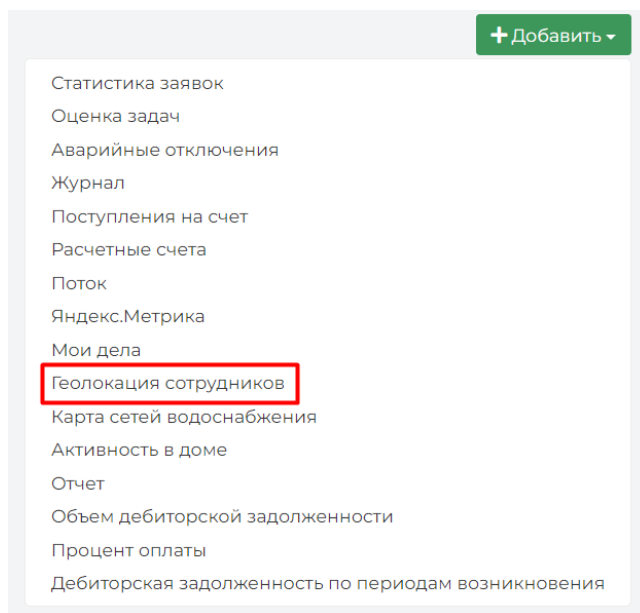 + Добавить
Статистика заявок
Оценка задач
Аварийные отключения
Журнал
Поступления на счет
Расчетные счета
Поток
Яндекс.Метрика
Мои дела
Геолокация сотрудников
Карта сетей водоснабжения
Активность в доме
Отчет
Объем дебиторской задолженности
Процент оплаты
Дебиторская задолженность по периодам возникновения